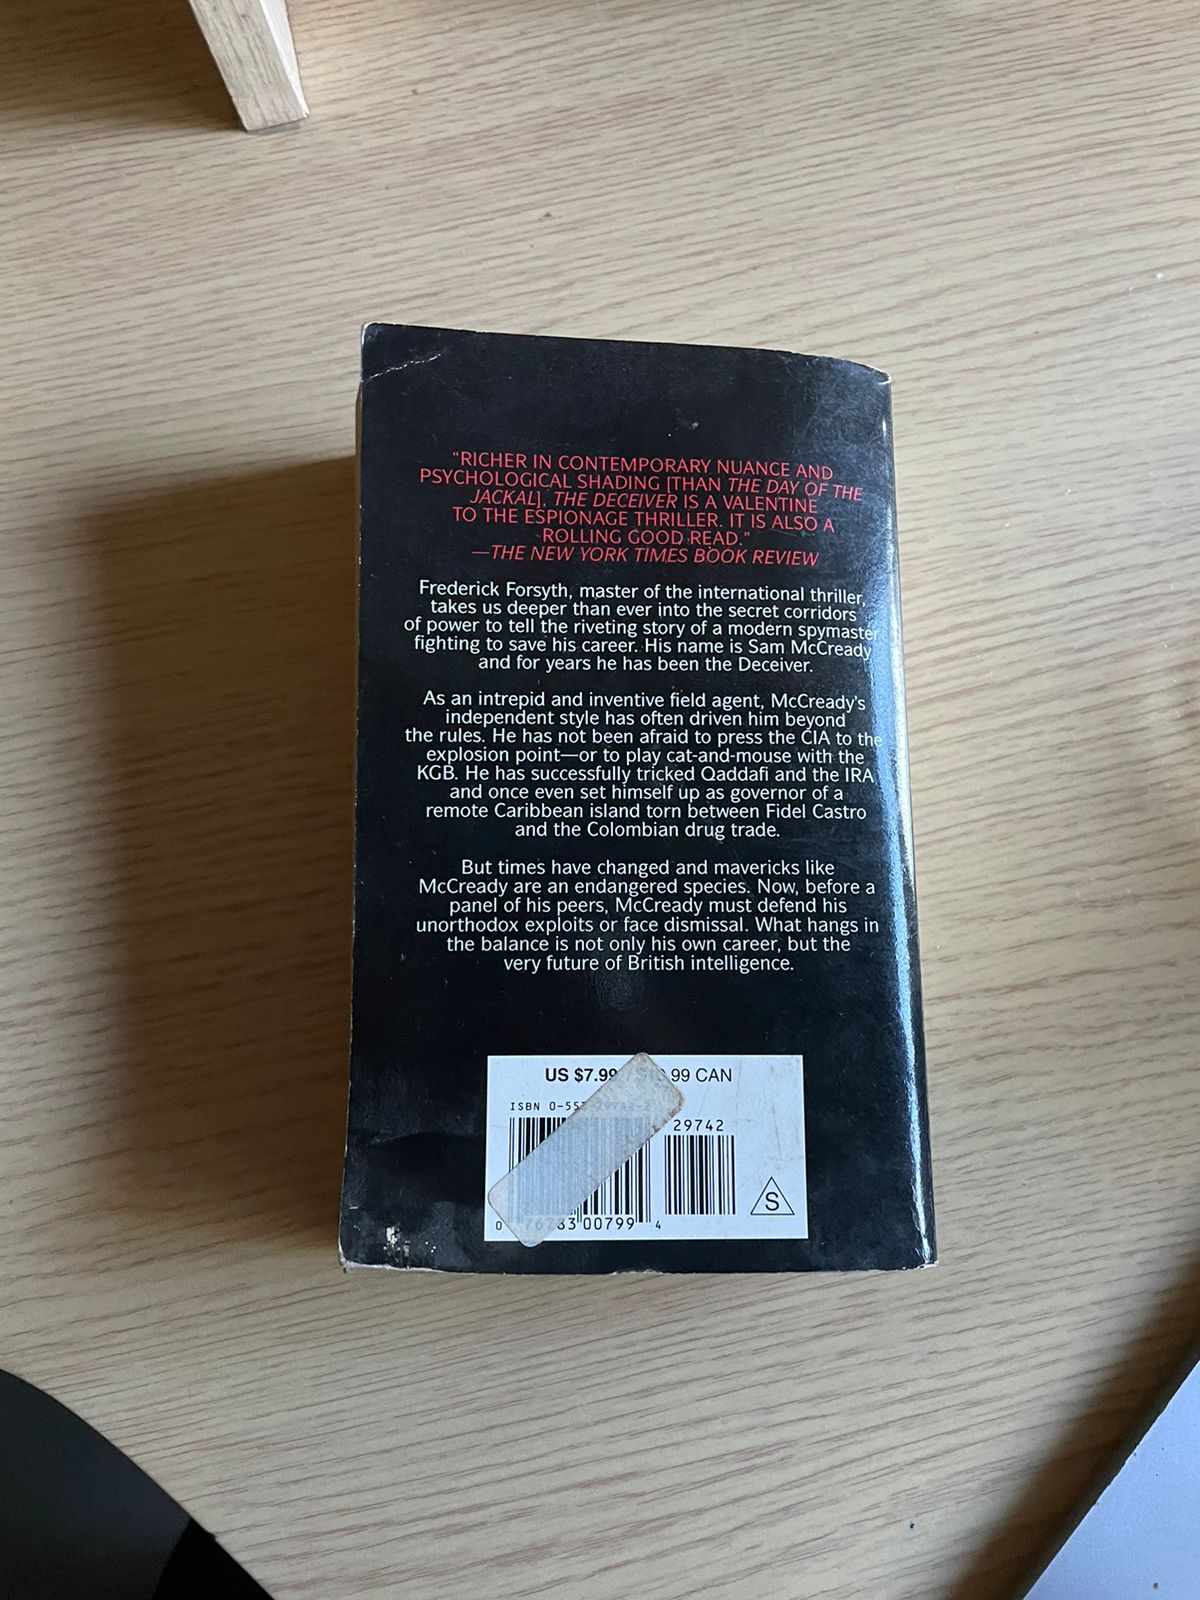 “RICHER IN CONTEMPORARY NUANCE AND
PSYCHOLOGICAL SHADING [THAN THE DAY OF THE
JACKAL], THE DECEIVER IS A VALENTINE
TO THE ESPIONAGE THRILLER. IT IS ALSO A
ROLLING GOOD READ.”
—THE NEW YORK TIMES BOOK REVIEW
Frederick Forsyth, master of the international thriller,
takes us deeper than ever into the secret corridors
of power to tell the riveting story of a modern spymaster
fighting to save his career. His name is Sam McCready
and for years he has been the Deceiver.
As an intrepid and inventive field agent, McCready’s
independent style has often driven him beyond
the rules. He has not been afraid to press the CIA to the
explosion point—or to play cat-and-mouse with the
KGB. He has successfully tricked Qaddafi and the IRA
and once even set himself up as governor of a
remote Caribbean island torn between Fidel Castro
and the Colombian drug trade.
But times have changed and mavericks like
McCready are an endangered species. Now, before a
panel of his peers, McCready must defend his
unorthodox exploits or face dismissal. What hangs in
the balance is not only his own career, but the
very future of British intelligence.
US $7.99 .99 CAN
ISBN 0-553-29742-2
29742
0 76783 00799 4
S